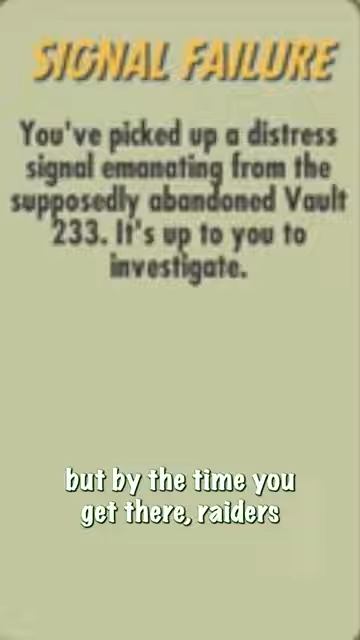 SIGNAL FAILURE
You've picked up a distress
signal emanating from the
supposedly abandoned Vault
233. It's up to you to
investigate.
but by the time you
get there, raiders